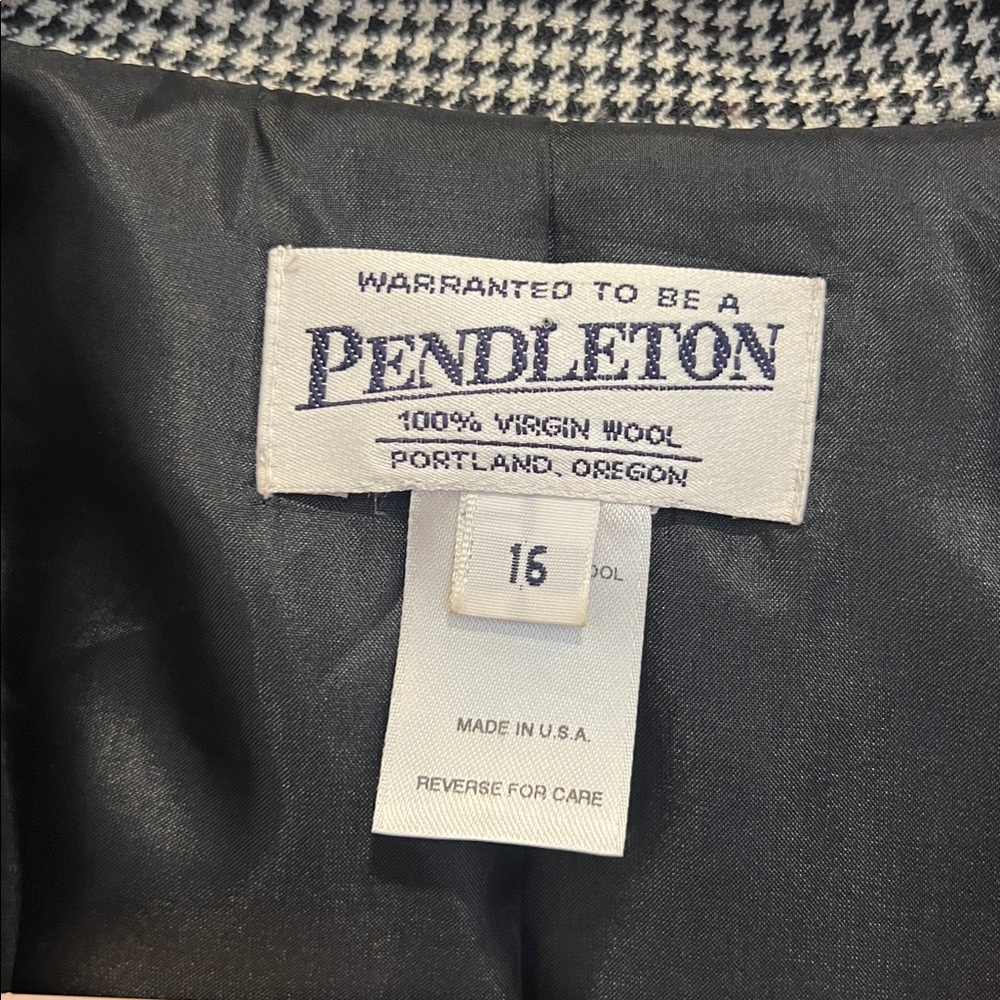 WARRANTED TO BE A
PENDLETON
100% VIRGIN WOOL
PORTLAND, OREGON
16
MADE IN U.S.A.
REVERSE FOR CARE